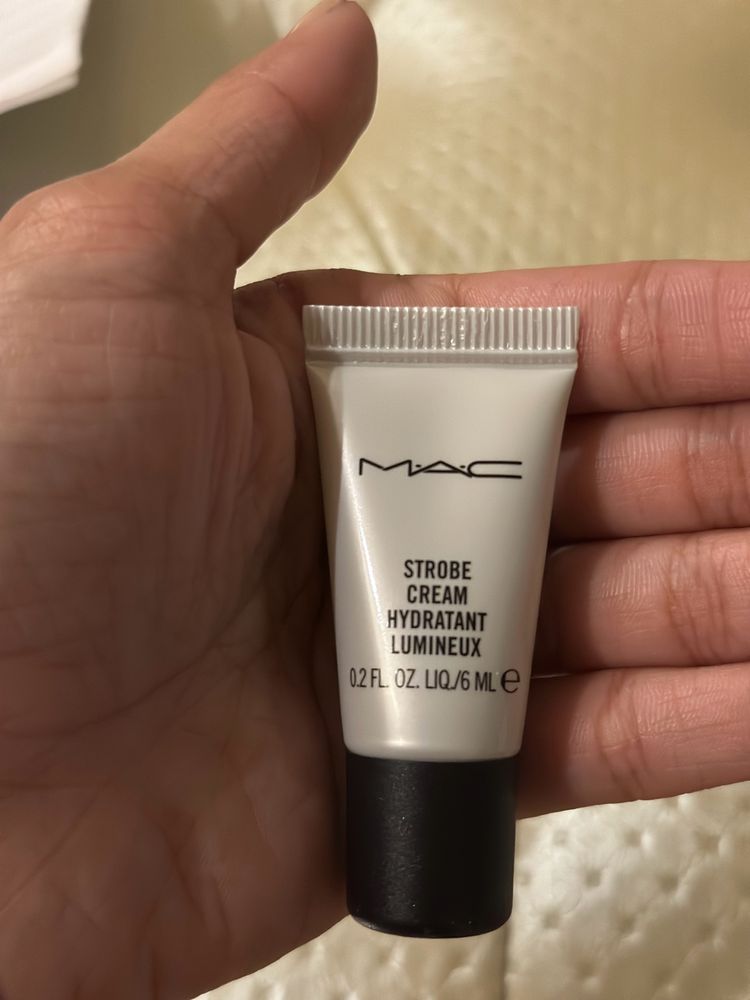 M·A·C
STROBE
CREAM
HYDRATANT
LUMINEUX
0.2 FL. OZ. LIQ./6 ML ℮